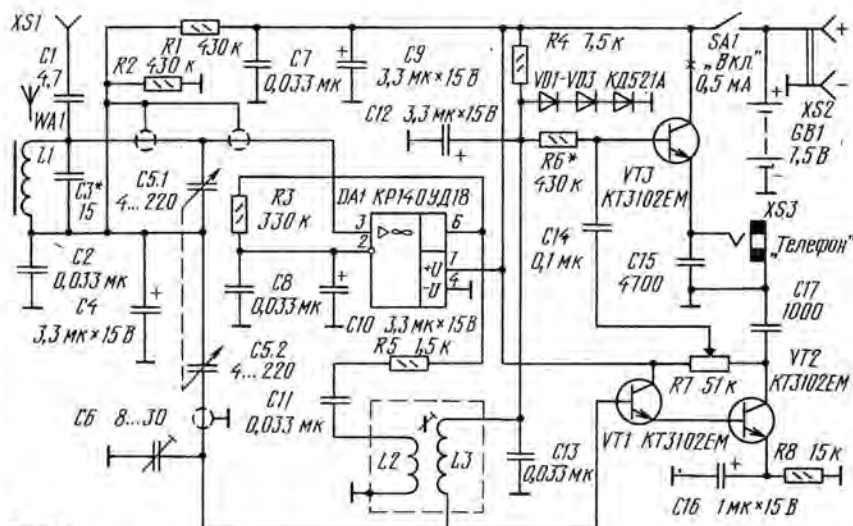 XS1
C1
4,7
WA1
R1
430 к
R2
430 к
C7
0,033 мк
C9
3,3 мк×15 В
R4 7,5 к
SA1
„Вкл."
0,5 мА
+
−
XS2
GB1
7,5 В
VD1-VD3 КД521А
C12 3,3 мк×15 В
R6*
430 к
VT3
КТ3102ЕМ
L1
C3*
15
C5.1
4...220
R3
330 к
DA1 КР140УД18
3
2
▷∞
6
7
+U
4
-U
C14
0,1 мк
XS3
„Телефон"
C15
4700
C2
0,033 мк
C4
3,3 мк×15 В
C8
0,033 мк
C10 3,3 мк×15 В
C17
1000
R5 1,5 к
C5.2
4...220
R7 51 к
VT2
КТ3102ЕМ
C6 8...30
C11
0,033 мк
L2
L3
C13
0,033 мк
VT1 КТ3102ЕМ
R8 15 к
C16 1 мк×15 В